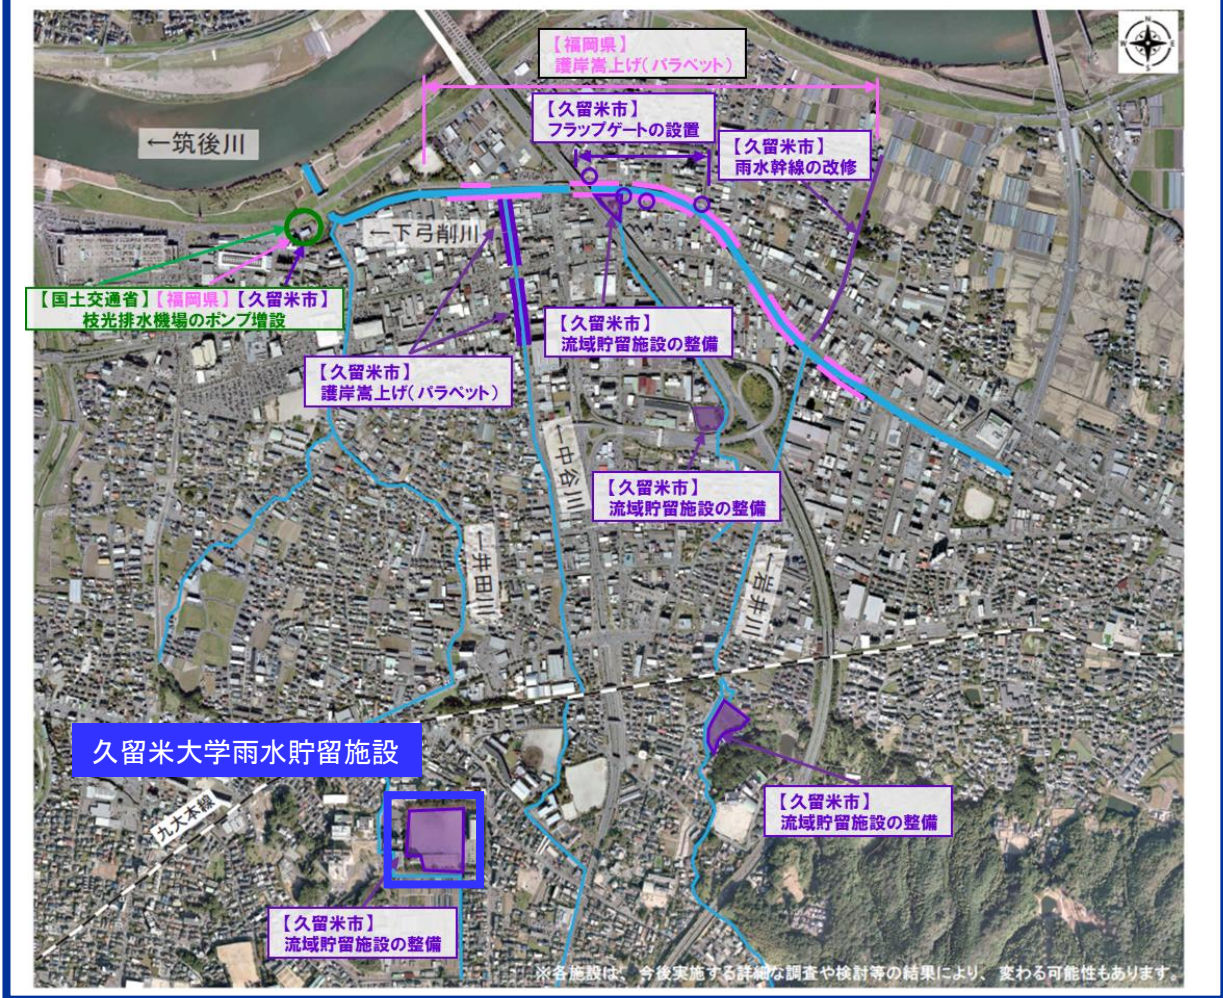 N
W
E
S
【福岡県】
護岸嵩上げ(パラペット)
【久留米市】
フラップゲートの設置
【久留米市】
雨水幹線の改修
←筑後川
←下弓削川
【国土交通省】【福岡県】【久留米市】
枝光排水機場のポンプ増設
【久留米市】
流域貯留施設の整備
【久留米市】
護岸嵩上げ(パラペット)
←中谷川
【久留米市】
流域貯留施設の整備
←井田川
←岩井川
久留米大学雨水貯留施設
九大本線
【久留米市】
流域貯留施設の整備
【久留米市】
流域貯留施設の整備
※各施設は、今後実施する詳細な調査や検討等の結果により、変わる可能性もあります。